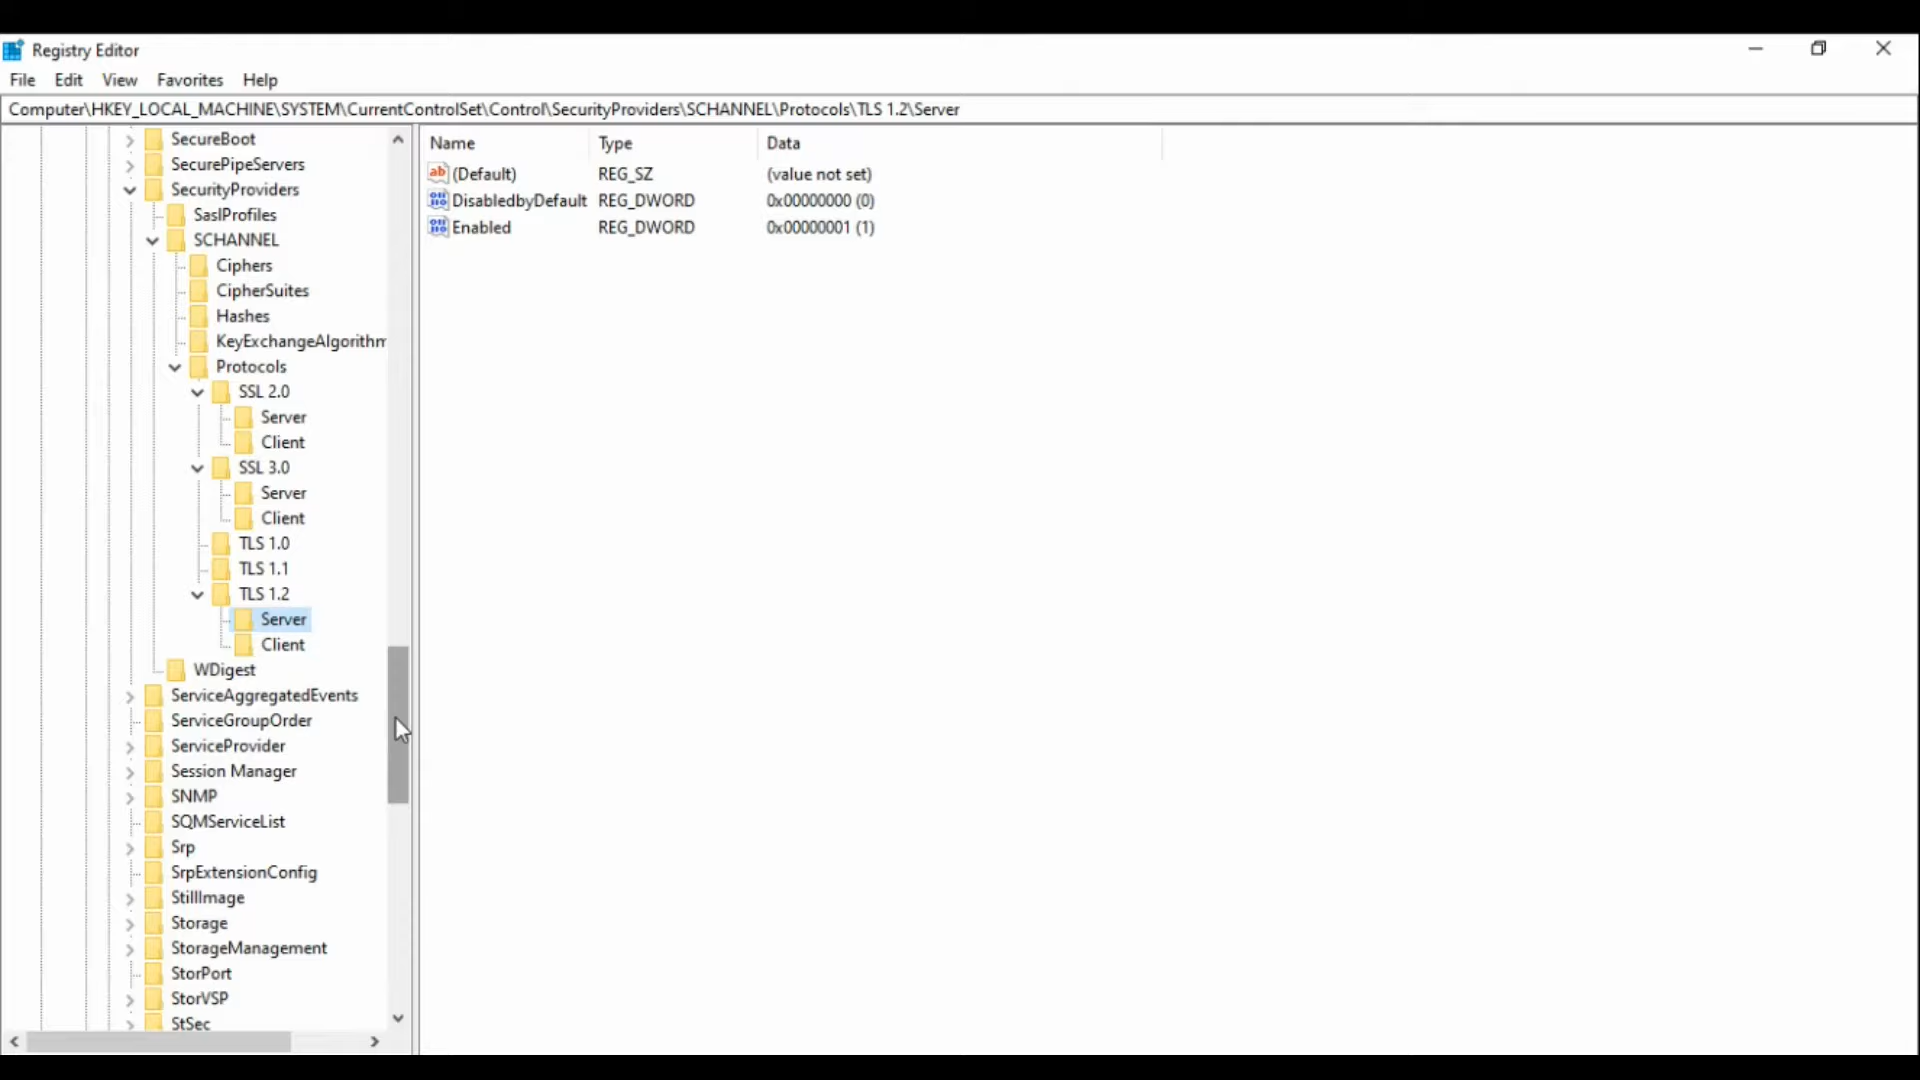 Registry Editor
File Edit View Favorites Help
Computer\HKEY_LOCAL_MACHINE\SYSTEM\CurrentControlSet\Control\SecurityProviders\SCHANNEL\Protocols\TLS 1.2\Server
SecureBoot
SecurePipeServers
SecurityProviders
SaslProfiles
SCHANNEL
Ciphers
CipherSuites
Hashes
KeyExchangeAlgorithm
Protocols
SSL 2.0
Server
Client
SSL 3.0
Server
Client
TLS 1.0
TLS 1.1
TLS 1.2
Server
Client
WDigest
ServiceAggregatedEvents
ServiceGroupOrder
ServiceProvider
Session Manager
SNMP
SQMServiceList
Srp
SrpExtensionConfig
StillImage
Storage
StorageManagement
StorPort
StorVSP
StSec
Name Type Data
(Default) REG_SZ (value not set)
DisabledbyDefault REG_DWORD 0x00000000 (0)
Enabled REG_DWORD 0x00000001 (1)